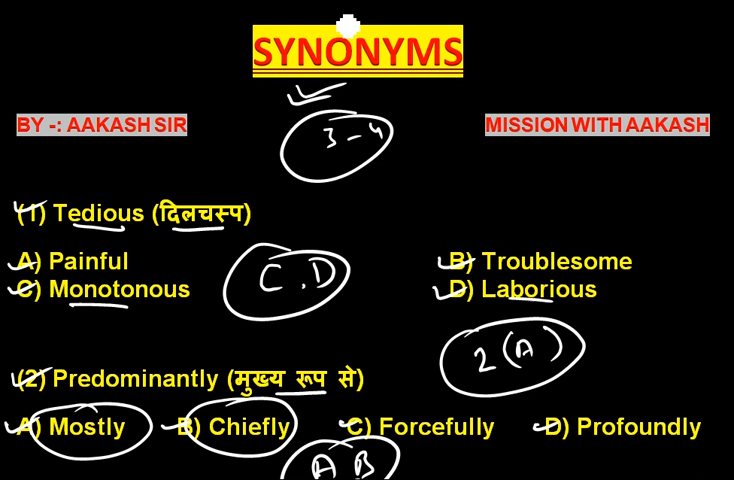 SYNONYMS
BY -: AAKASH SIR MISSION WITH AAKASH
3-4
(1) Tedious (दिलचस्प)
A) Painful B) Troublesome
C) Monotonous D) Laborious
C.D
2(A)
(2) Predominantly (मुख्य रूप से)
A) Mostly B) Chiefly C) Forcefully D) Profoundly
A B